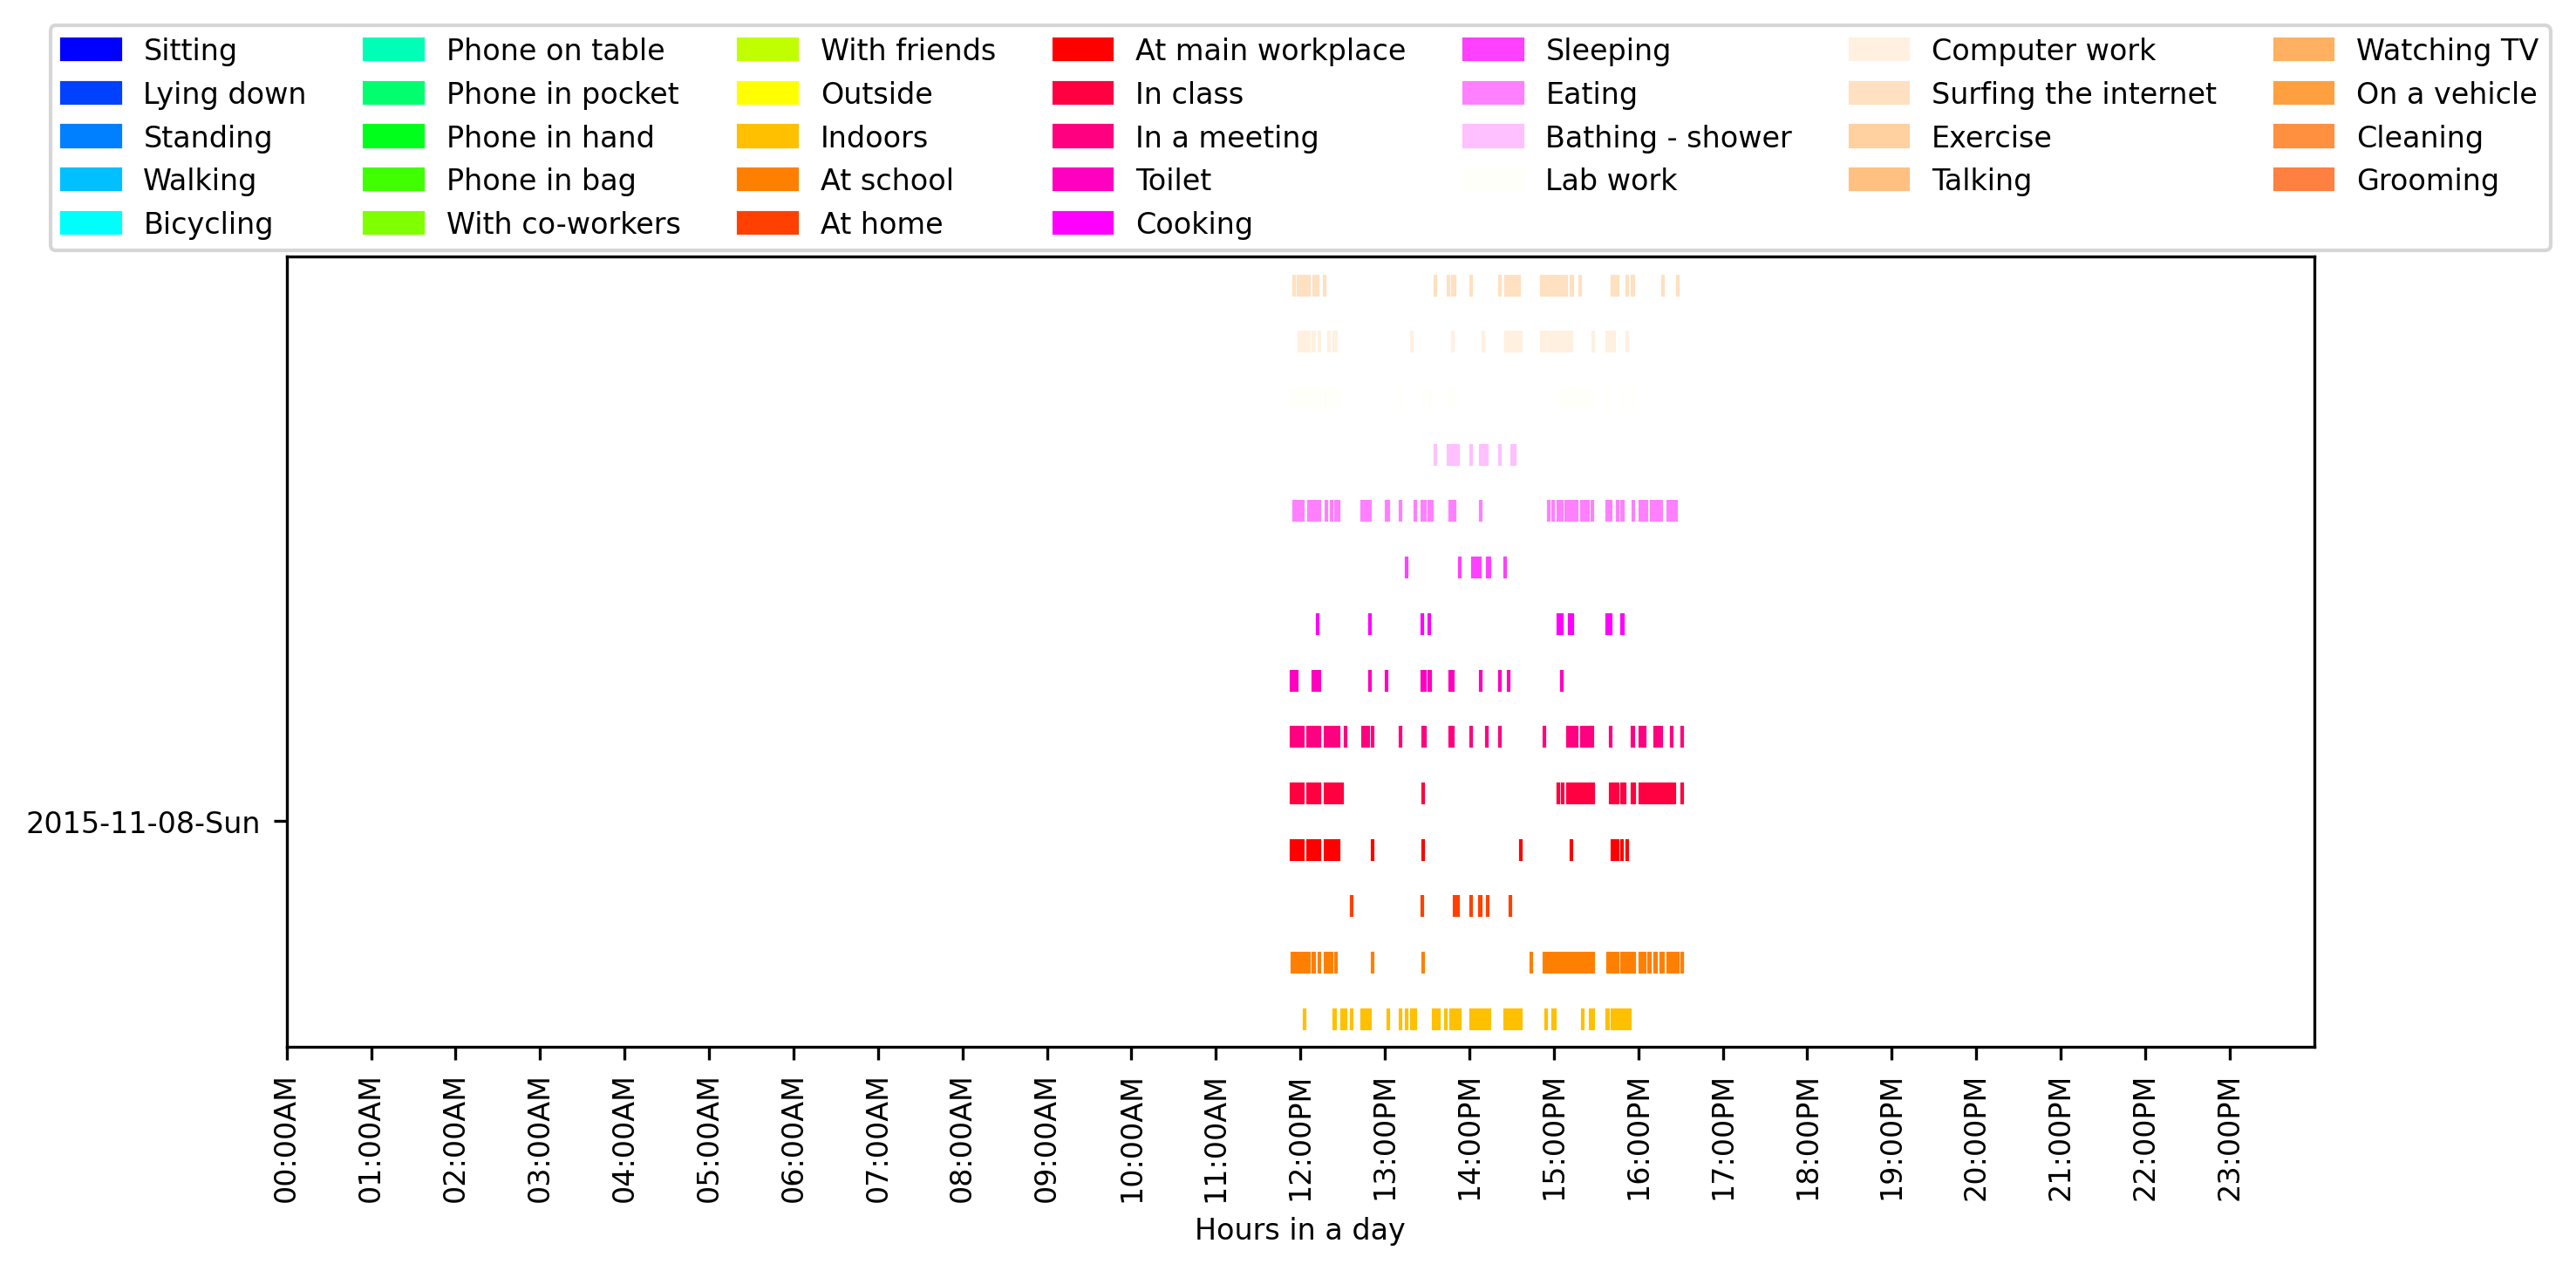 Sitting
Lying down
Standing
Walking
Bicycling
Phone on table
Phone in pocket
Phone in hand
Phone in bag
With co-workers
With friends
Outside
Indoors
At school
At home
At main workplace
In class
In a meeting
Toilet
Cooking
Sleeping
Eating
Bathing - shower
Lab work
Computer work
Surfing the internet
Exercise
Talking
Watching TV
On a vehicle
Cleaning
Grooming
2015-11-08-Sun
00:00AM
01:00AM
02:00AM
03:00AM
04:00AM
05:00AM
06:00AM
07:00AM
08:00AM
09:00AM
10:00AM
11:00AM
12:00PM
13:00PM
14:00PM
15:00PM
16:00PM
17:00PM
18:00PM
19:00PM
20:00PM
21:00PM
22:00PM
23:00PM
Hours in a day